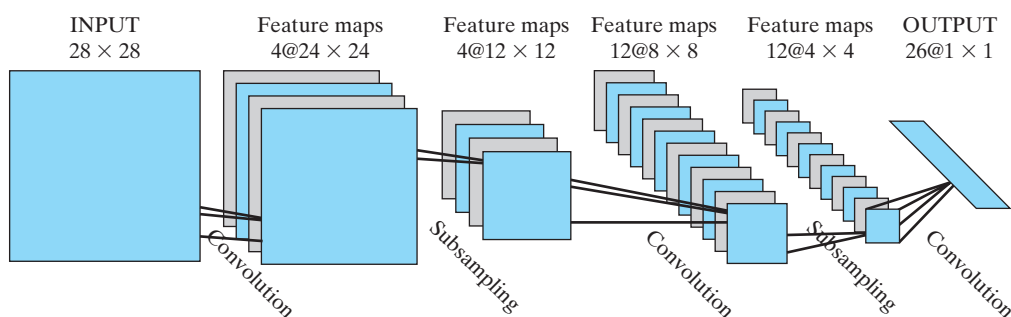 INPUT
28 × 28
Feature maps
4@24 × 24
Feature maps
4@12 × 12
Feature maps
12@8 × 8
Feature maps
12@4 × 4
OUTPUT
26@1 × 1
Convolution
Subsampling
Convolution
Subsampling
Convolution